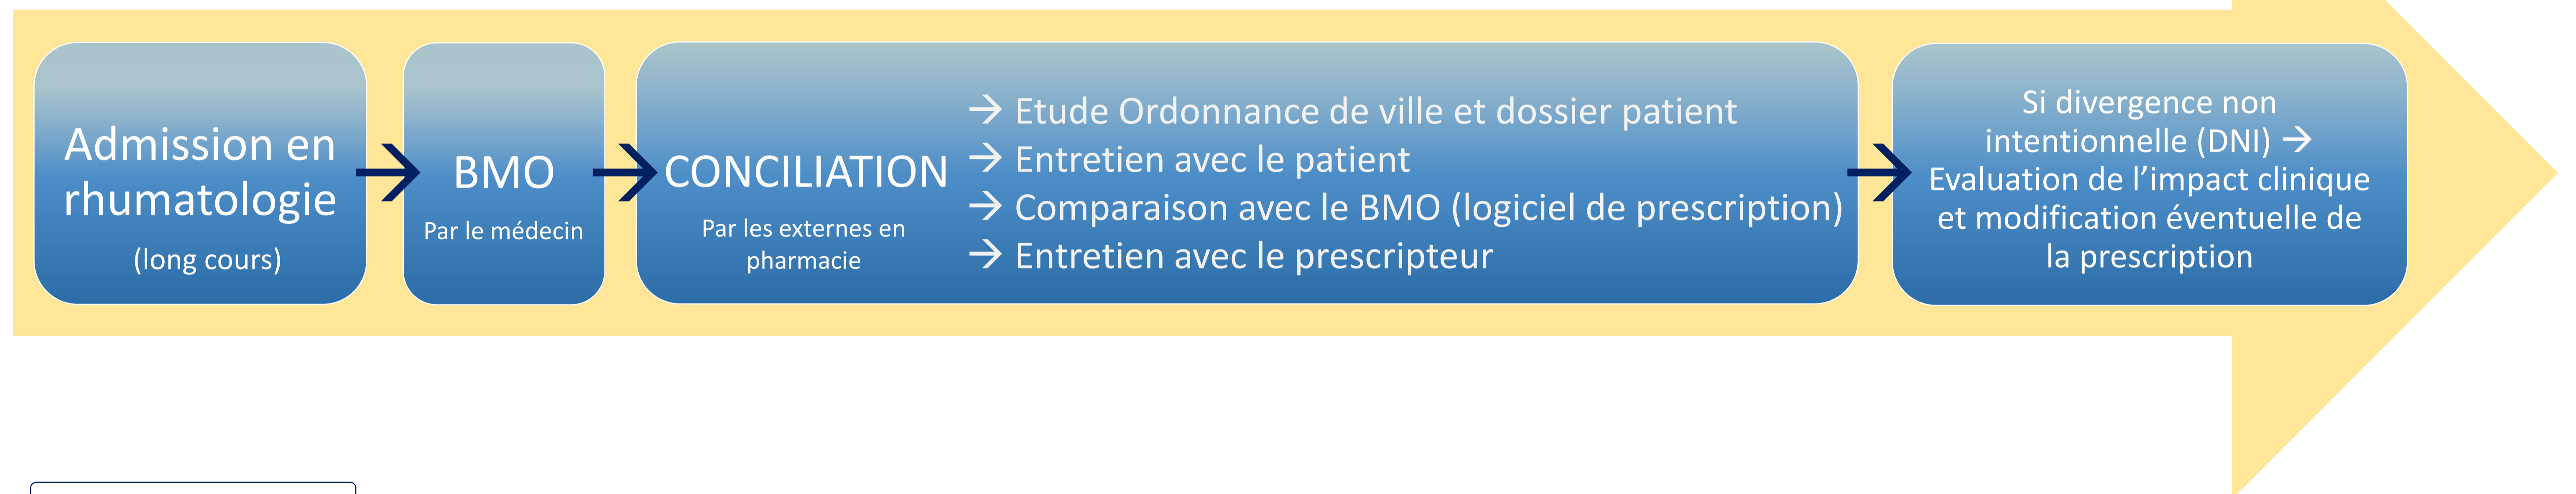 Admission en
rhumatologie
(long cours)
BMO
Par le médecin
CONCILIATION
Par les externes en
pharmacie
→ Etude Ordonnance de ville et dossier patient
→ Entretien avec le patient
→ Comparaison avec le BMO (logiciel de prescription)
→ Entretien avec le prescripteur
Si divergence non
intentionnelle (DNI) →
Evaluation de l’impact clinique
et modification éventuelle de
la prescription